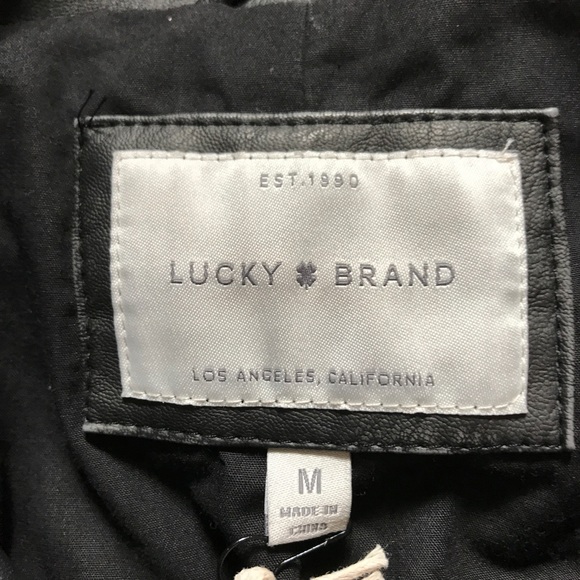 EST.1990
LUCKY BRAND
LOS ANGELES, CALIFORNIA
M
MADE IN
CHINA